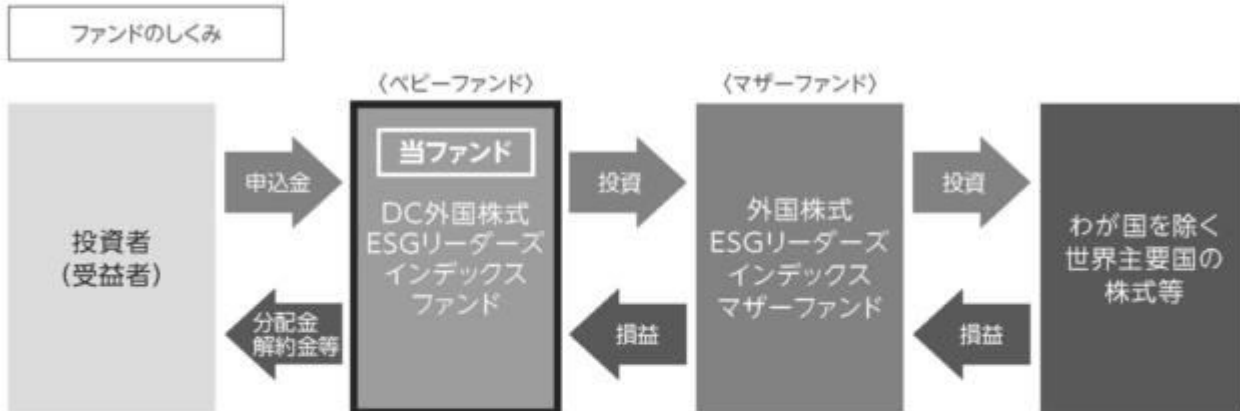 ファンドのしくみ
〈ベビーファンド〉
〈マザーファンド〉
投資者
(受益者)
申込金
分配金
解約金等
当ファンド
DC外国株式
ESGリーダーズ
インデックス
ファンド
投資
損益
外国株式
ESGリーダーズ
インデックス
マザーファンド
投資
損益
わが国を除く
世界主要国の
株式等